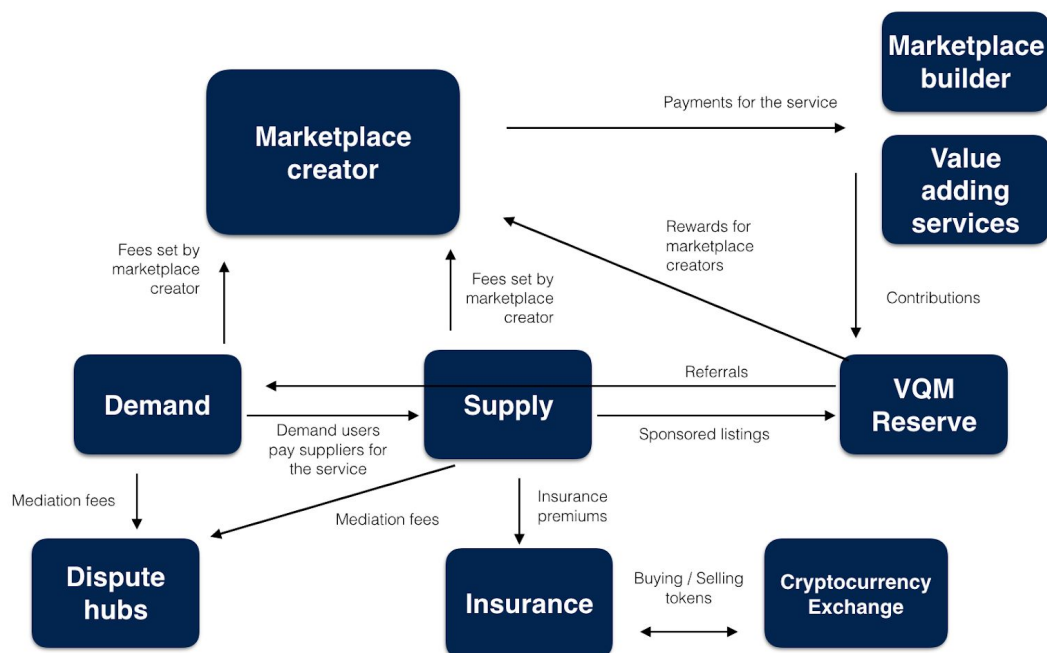 Marketplace
builder
Payments for the service
Marketplace
creator
Value
adding
services
Rewards for
marketplace
creators
Fees set by
marketplace
creator
Fees set by
marketplace
creator
Contributions
Referrals
Demand
Supply
VQM
Reserve
Demand users
pay suppliers for
the service
Sponsored listings
Mediation fees
Mediation fees
Insurance
premiums
Dispute
hubs
Insurance
Buying / Selling
tokens
Cryptocurrency
Exchange